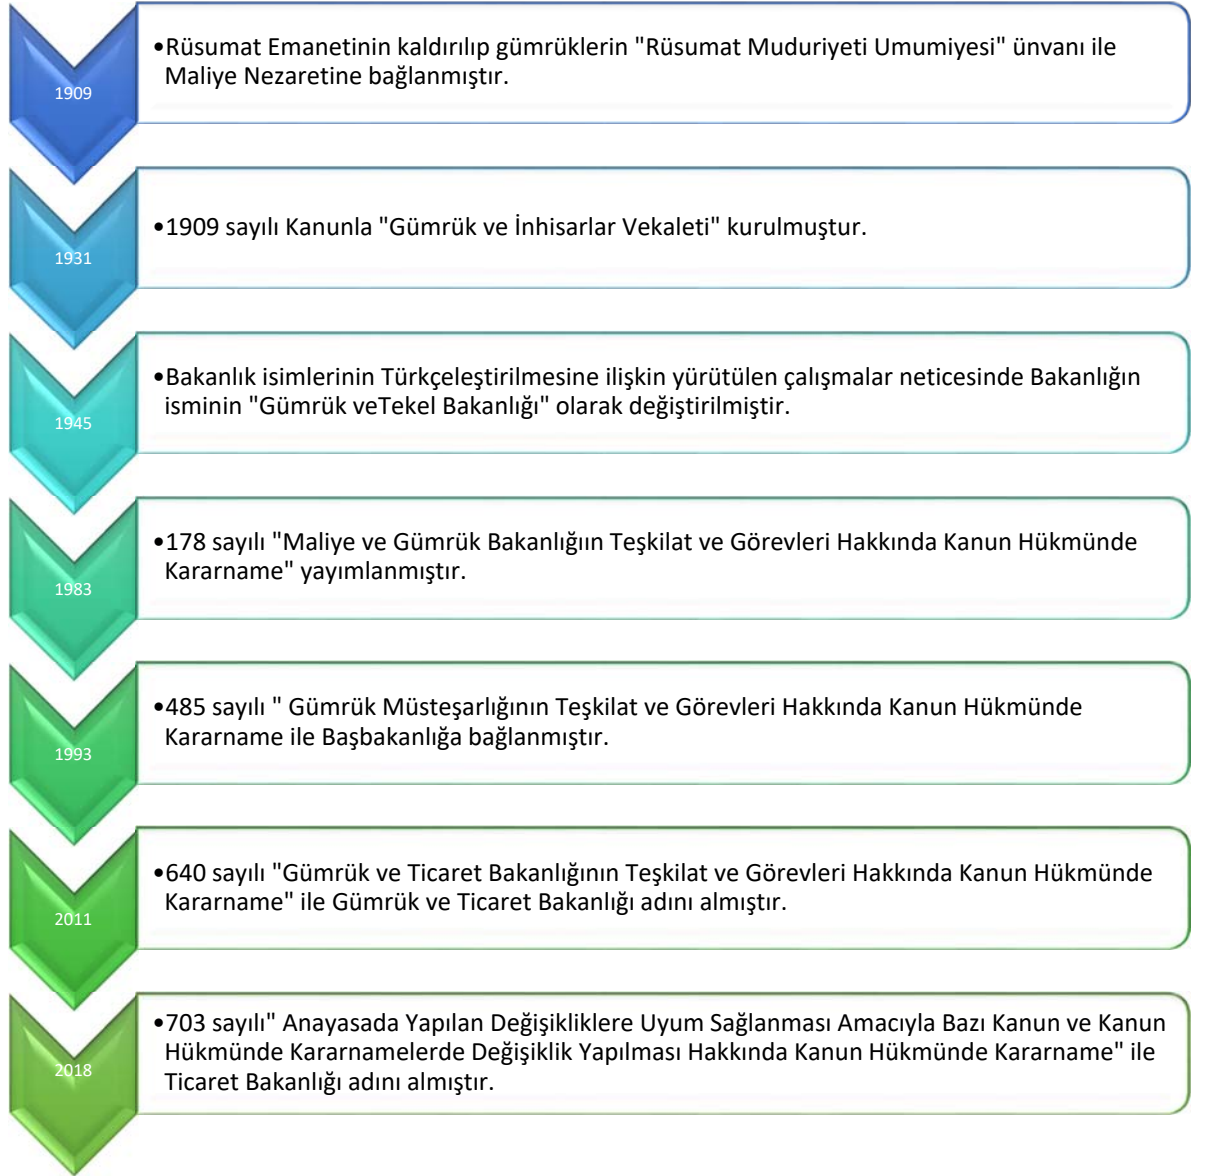 1909
•Rüsumat Emanetinin kaldırılıp gümrüklerin "Rüsumat Muduriyeti Umumiyesi" ünvanı ile
Maliye Nezaretine bağlanmıştır.
1931
•1909 sayılı Kanunla "Gümrük ve İnhisarlar Vekaleti" kurulmuştur.
1945
•Bakanlık isimlerinin Türkçeleştirilmesine ilişkin yürütülen çalışmalar neticesinde Bakanlığın
isminin "Gümrük veTekel Bakanlığı" olarak değiştirilmiştir.
1983
•178 sayılı "Maliye ve Gümrük Bakanlığıın Teşkilat ve Görevleri Hakkında Kanun Hükmünde
Kararname" yayımlanmıştır.
1993
•485 sayılı " Gümrük Müsteşarlığının Teşkilat ve Görevleri Hakkında Kanun Hükmünde
Kararname ile Başbakanlığa bağlanmıştır.
2011
•640 sayılı "Gümrük ve Ticaret Bakanlığının Teşkilat ve Görevleri Hakkında Kanun Hükmünde
Kararname" ile Gümrük ve Ticaret Bakanlığı adını almıştır.
2018
•703 sayılı" Anayasada Yapılan Değişikliklere Uyum Sağlanması Amacıyla Bazı Kanun ve Kanun
Hükmünde Kararnamelerde Değişiklik Yapılması Hakkında Kanun Hükmünde Kararname" ile
Ticaret Bakanlığı adını almıştır.